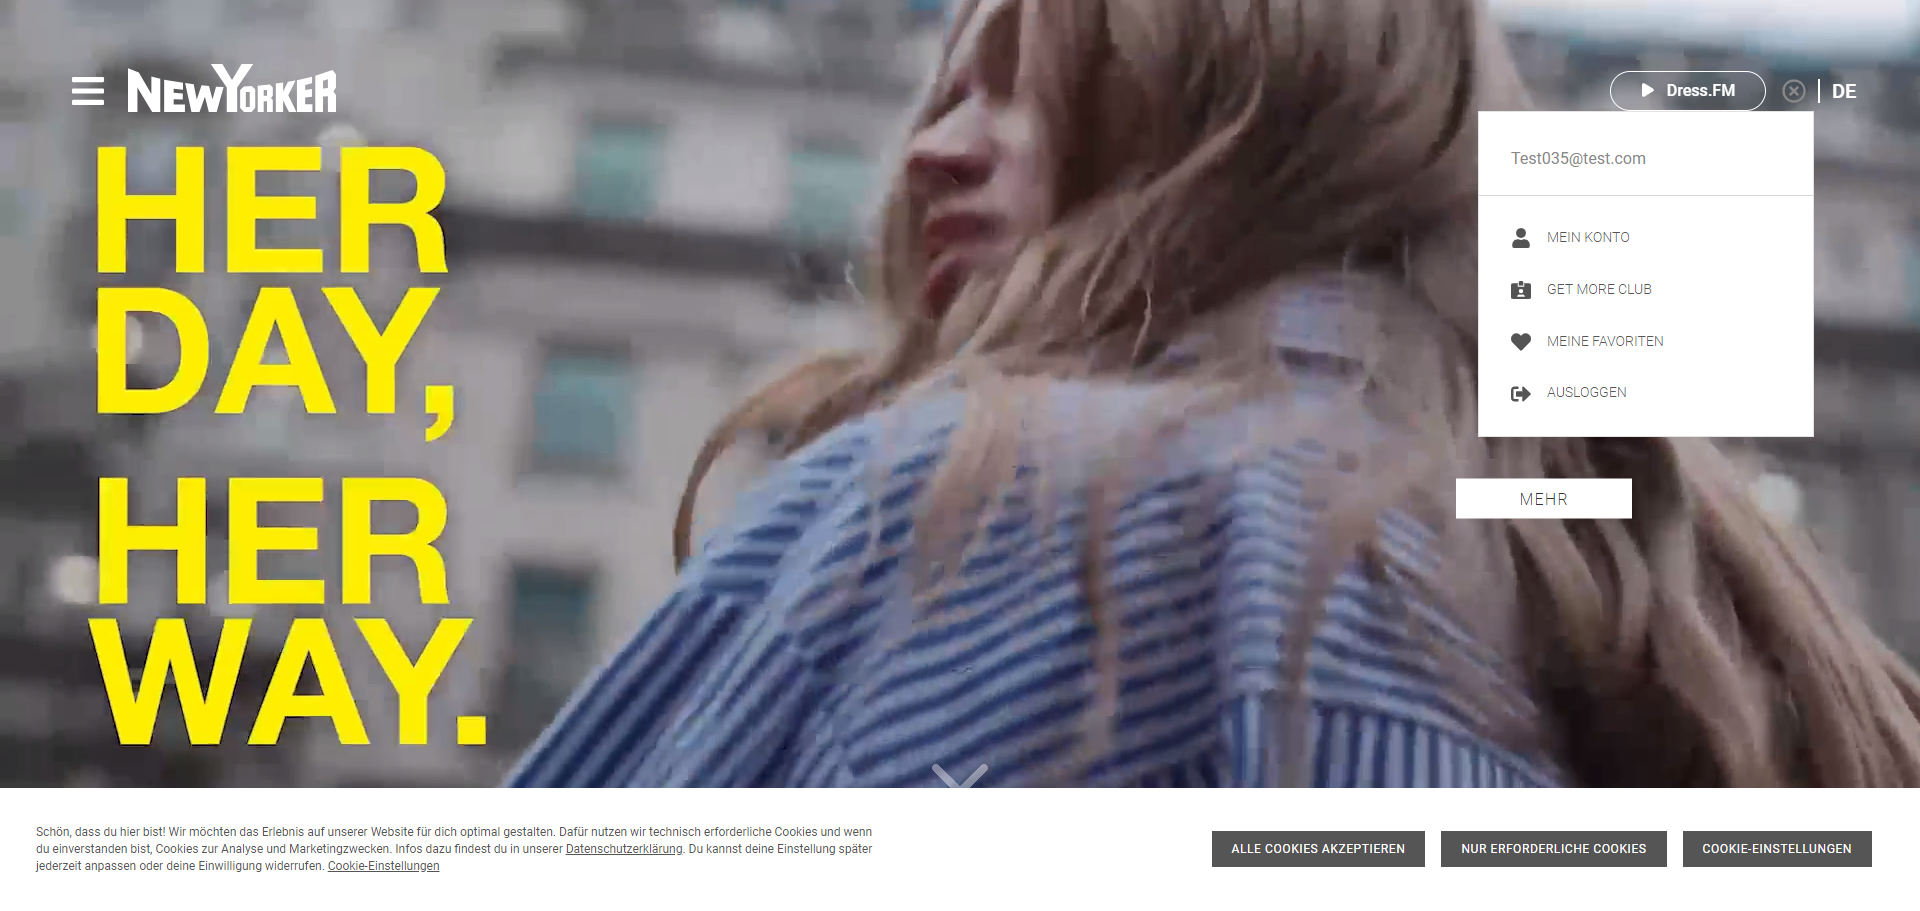 NEWYORKER
Dress.FM
DE
Test035@test.com
MEIN KONTO
GET MORE CLUB
MEINE FAVORITEN
AUSLOGGEN
HER
DAY,
HER
WAY.
MEHR
Schön, dass du hier bist! Wir möchten das Erlebnis auf unserer Website für dich optimal gestalten. Dafür nutzen wir technisch erforderliche Cookies und wenn
du einverstanden bist, Cookies zur Analyse und Marketingzwecken. Infos dazu findest du in unserer Datenschutzerklärung. Du kannst deine Einstellung später
jederzeit anpassen oder deine Einwilligung widerrufen. Cookie-Einstellungen
ALLE COOKIES AKZEPTIEREN
NUR ERFORDERLICHE COOKIES
COOKIE-EINSTELLUNGEN